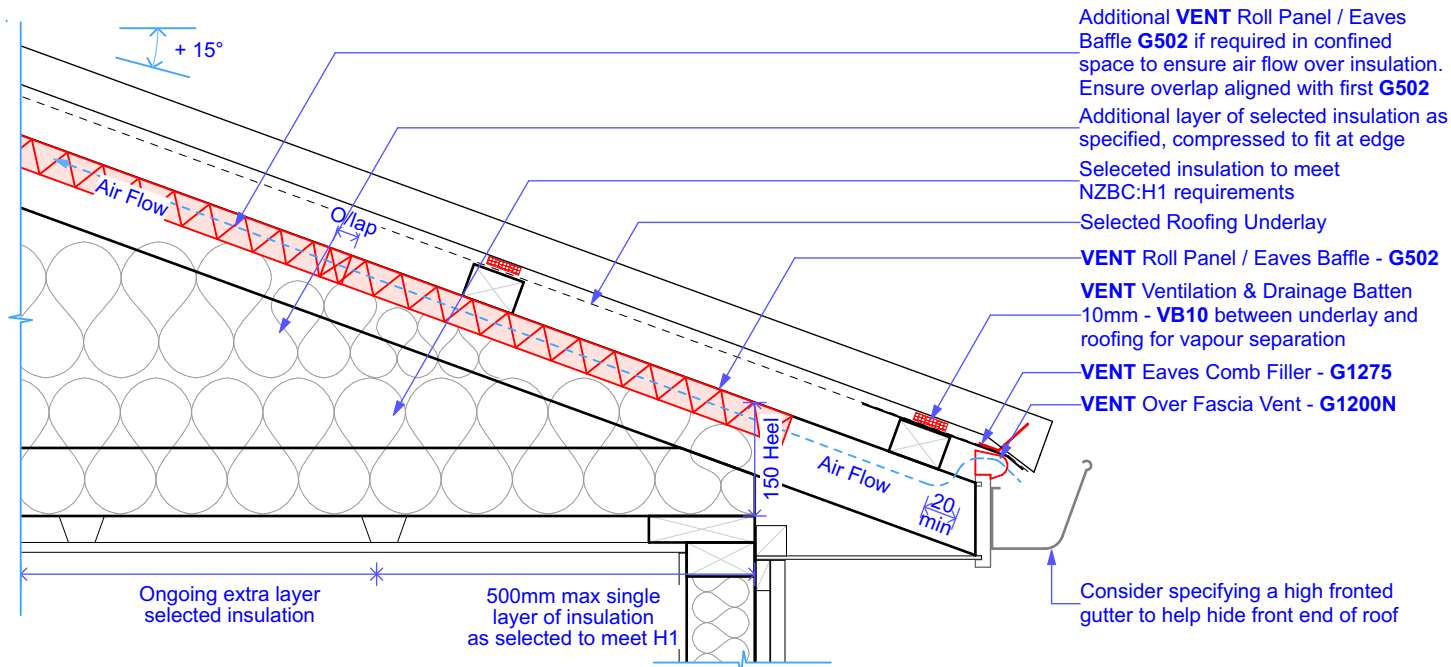 + 15°
Additional VENT Roll Panel / Eaves
Baffle G502 if required in confined
space to ensure air flow over insulation.
Ensure overlap aligned with first G502
Additional layer of selected insulation as
specified, compressed to fit at edge
Seleceted insulation to meet
NZBC:H1 requirements
Selected Roofing Underlay
VENT Roll Panel / Eaves Baffle - G502
VENT Ventilation & Drainage Batten
10mm - VB10 between underlay and
roofing for vapour separation
VENT Eaves Comb Filler - G1275
VENT Over Fascia Vent - G1200N
Air Flow
O/lap
150 Heel
Air Flow
20
min
Ongoing extra layer
selected insulation
500mm max single
layer of insulation
as selected to meet H1
Consider specifying a high fronted
gutter to help hide front end of roof